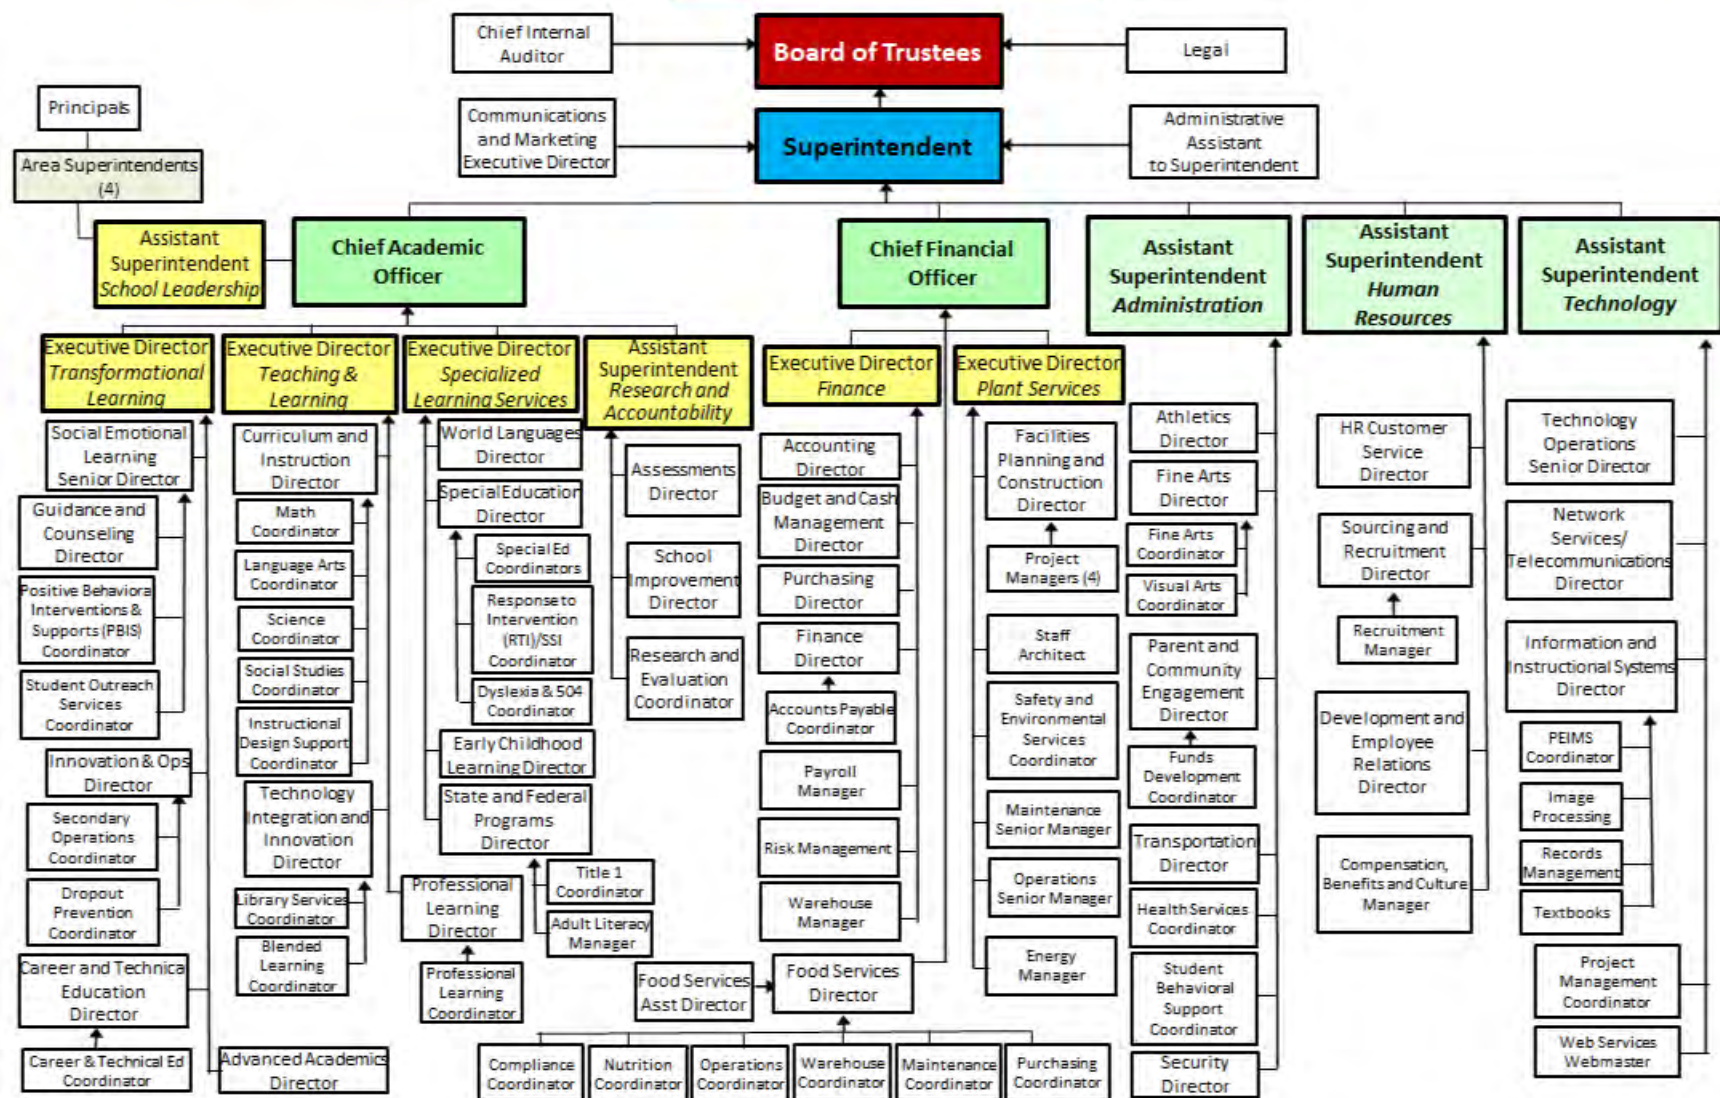 Chief Internal
Auditor
Board of Trustees
Legal
Principals
Communications
and Marketing
Executive Director
Superintendent
Administrative
Assistant
to Superintendent
Area Superintendents
(4)
Assistant
Superintendent
School Leadership
Chief Academic
Officer
Chief Financial
Officer
Assistant
Superintendent
Administration
Assistant
Superintendent
Human
Resources
Assistant
Superintendent
Technology
Executive Director
Transformational
Learning
Executive Director
Teaching &
Learning
Executive Director
Specialized
Learning Services
Assistant
Superintendent
Research and
Accountability
Executive Director
Finance
Executive Director
Plant Services
Social Emotional
Learning
Senior Director
Guidance and
Counseling
Director
Positive Behaviora
Interventions &
Supports (PBIS)
Coordinator
Student Outreach
Services
Coordinator
Innovation & Ops
Director
Secondary
Operations
Coordinator
Dropout
Prevention
Coordinator
Career and Technica
Education
Director
Career & Technical Ed
Coordinator
Advanced Academics
Director
Curriculum and
Instruction
Director
Math
Coordinator
Language Arts
Coordinator
Science
Coordinator
Social Studies
Coordinator
Instructional
Design Support
Coordinator
Technology
Integration and
Innovation
Director
Library Services
Coordinator
Blended
Learning
Coordinator
Professional
Learning
Director
Professional
Learning
Coordinator
World Languages
Director
Special Education
Director
Special Ed
Coordinators
Response to
Intervention
(RTI)/SSI
Coordinator
Dyslexia & 504
Coordinator
Early Childhood
Learning Director
State and Federal
Programs
Director
Title 1
Coordinator
Adult Literacy
Manager
Assessments
Director
School
Improvement
Director
Research and
Evaluation
Coordinator
Accounting
Director
Budget and Cash
Management
Director
Purchasing
Director
Finance
Director
Accounts Payable
Coordinator
Payroll
Manager
Risk Management
Warehouse
Manager
Food Services
Asst Director
Food Services
Director
Compliance
Coordinator
Nutrition
Coordinator
Operations
Coordinator
Warehouse
Coordinator
Maintenance
Coordinator
Purchasing
Coordinator
Facilities
Planning and
Construction
Director
Project
Managers (4)
Staff
Architect
Safety and
Environmental
Services
Coordinator
Maintenance
Senior Manager
Operations
Senior Manager
Energy
Manager
Athletics
Director
Fine Arts
Director
Fine Arts
Coordinator
Visual Arts
Coordinator
Parent and
Community
Engagement
Director
Funds
Development
Coordinator
Transportation
Director
Health Services
Coordinator
Student
Behavioral
Support
Coordinator
Security
Director
HR Customer
Service
Director
Sourcing and
Recruitment
Director
Recruitment
Manager
Development and
Employee
Relations
Director
Compensation,
Benefits and Culture
Manager
Technology
Operations
Senior Director
Network
Services/
Telecommunications
Director
Information and
Instructional Systems
Director
PEIMS
Coordinator
Image
Processing
Records
Management
Textbooks
Project
Management
Coordinator
Web Services
Webmaster